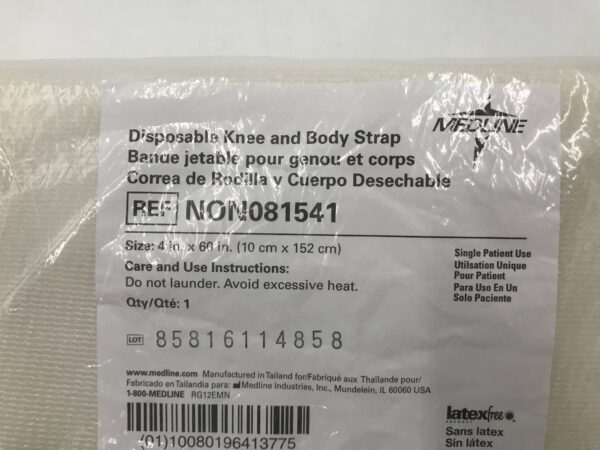 MEDLINE
Disposable Knee and Body Strap
Bande jetable pour genou et corps
Correa de Rodilla y Cuerpo Desechable
REF NON081541
Size: 4 in. x 60 in. (10 cm x 152 cm)
Care and Use Instructions:
Do not launder. Avoid excessive heat.
Qty/Qté: 1
Single Patient Use
Utilsation Unique
Pour Patient
Para Uso En Un
Solo Paciente
LOT 85816114858
www.medline.com Manufactured in Tailand for/Fabriqué aux Thaïlande pour/
Fabricado en Tailandia para: Medline Industries, Inc., Mundelein, IL 60060 USA
1-800-MEDLINE RG12EMN
(01)10080196413775
latexfree
PRODUCT
Sans latex
Sin látex